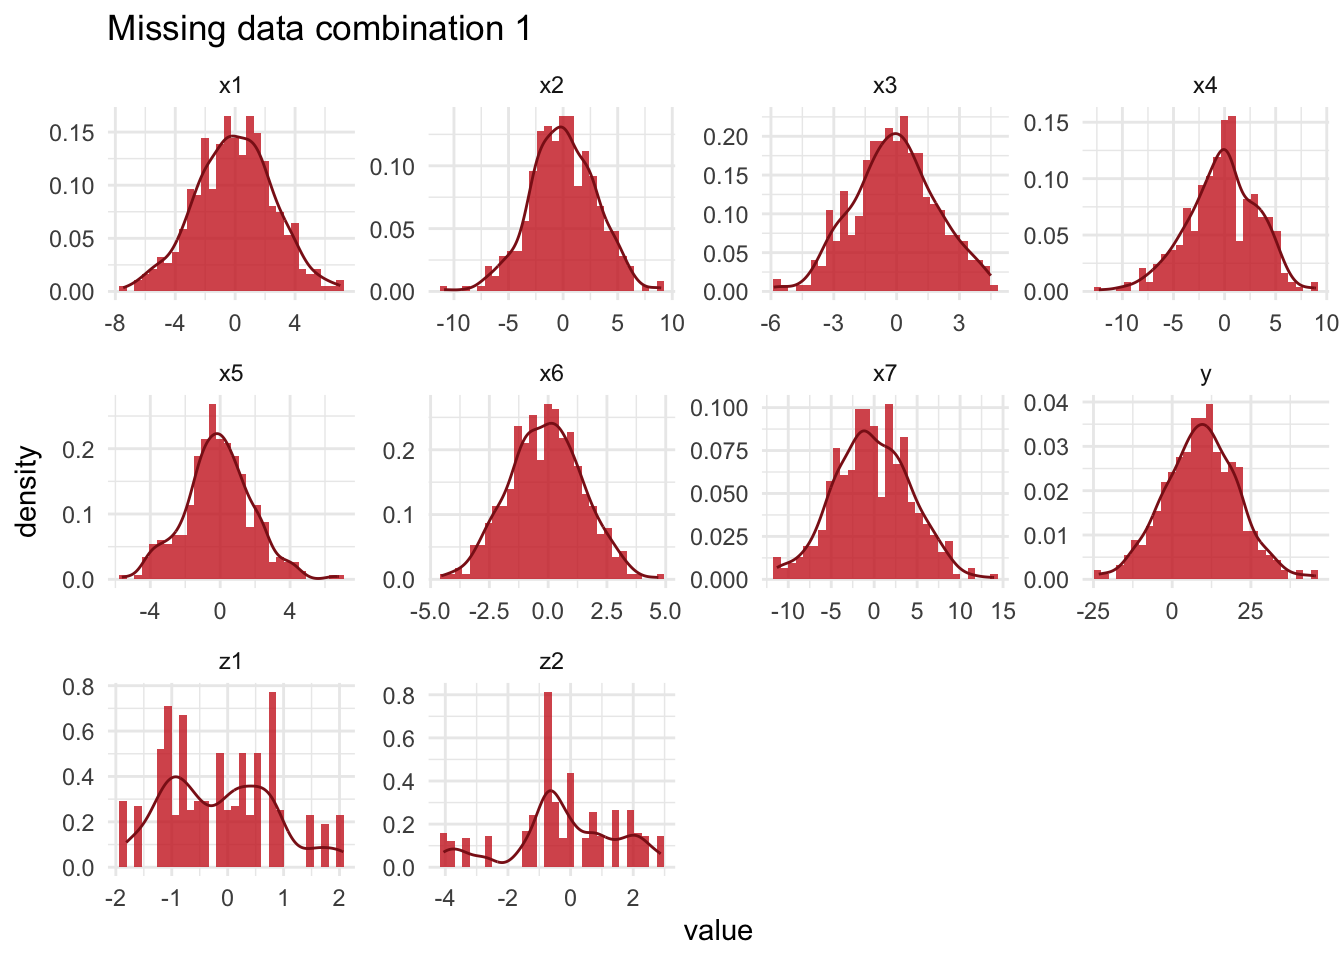 Missing data combination 1
x1 x2 x3 x4
0.15 0.10 0.05 0.00
0.10 0.05 0.00
0.20 0.15 0.10 0.05 0.00
0.15 0.10 0.05 0.00
-8 -4 0 4
-10 -5 0 5 10
-6 -3 0 3
-10 -5 0 5 10
x5 x6 x7 y
0.2 0.1 0.0
0.2 0.1 0.0
0.100 0.075 0.050 0.025 0.000
0.04 0.03 0.02 0.01 0.00
-4 0 4
-5.0 -2.5 0.0 2.5 5.0
-10 -5 0 5 10 15
-25 0 25
density
z1 z2
0.8 0.6 0.4 0.2 0.0
0.8 0.6 0.4 0.2 0.0
-2 -1 0 1 2
-4 -2 0 2
value